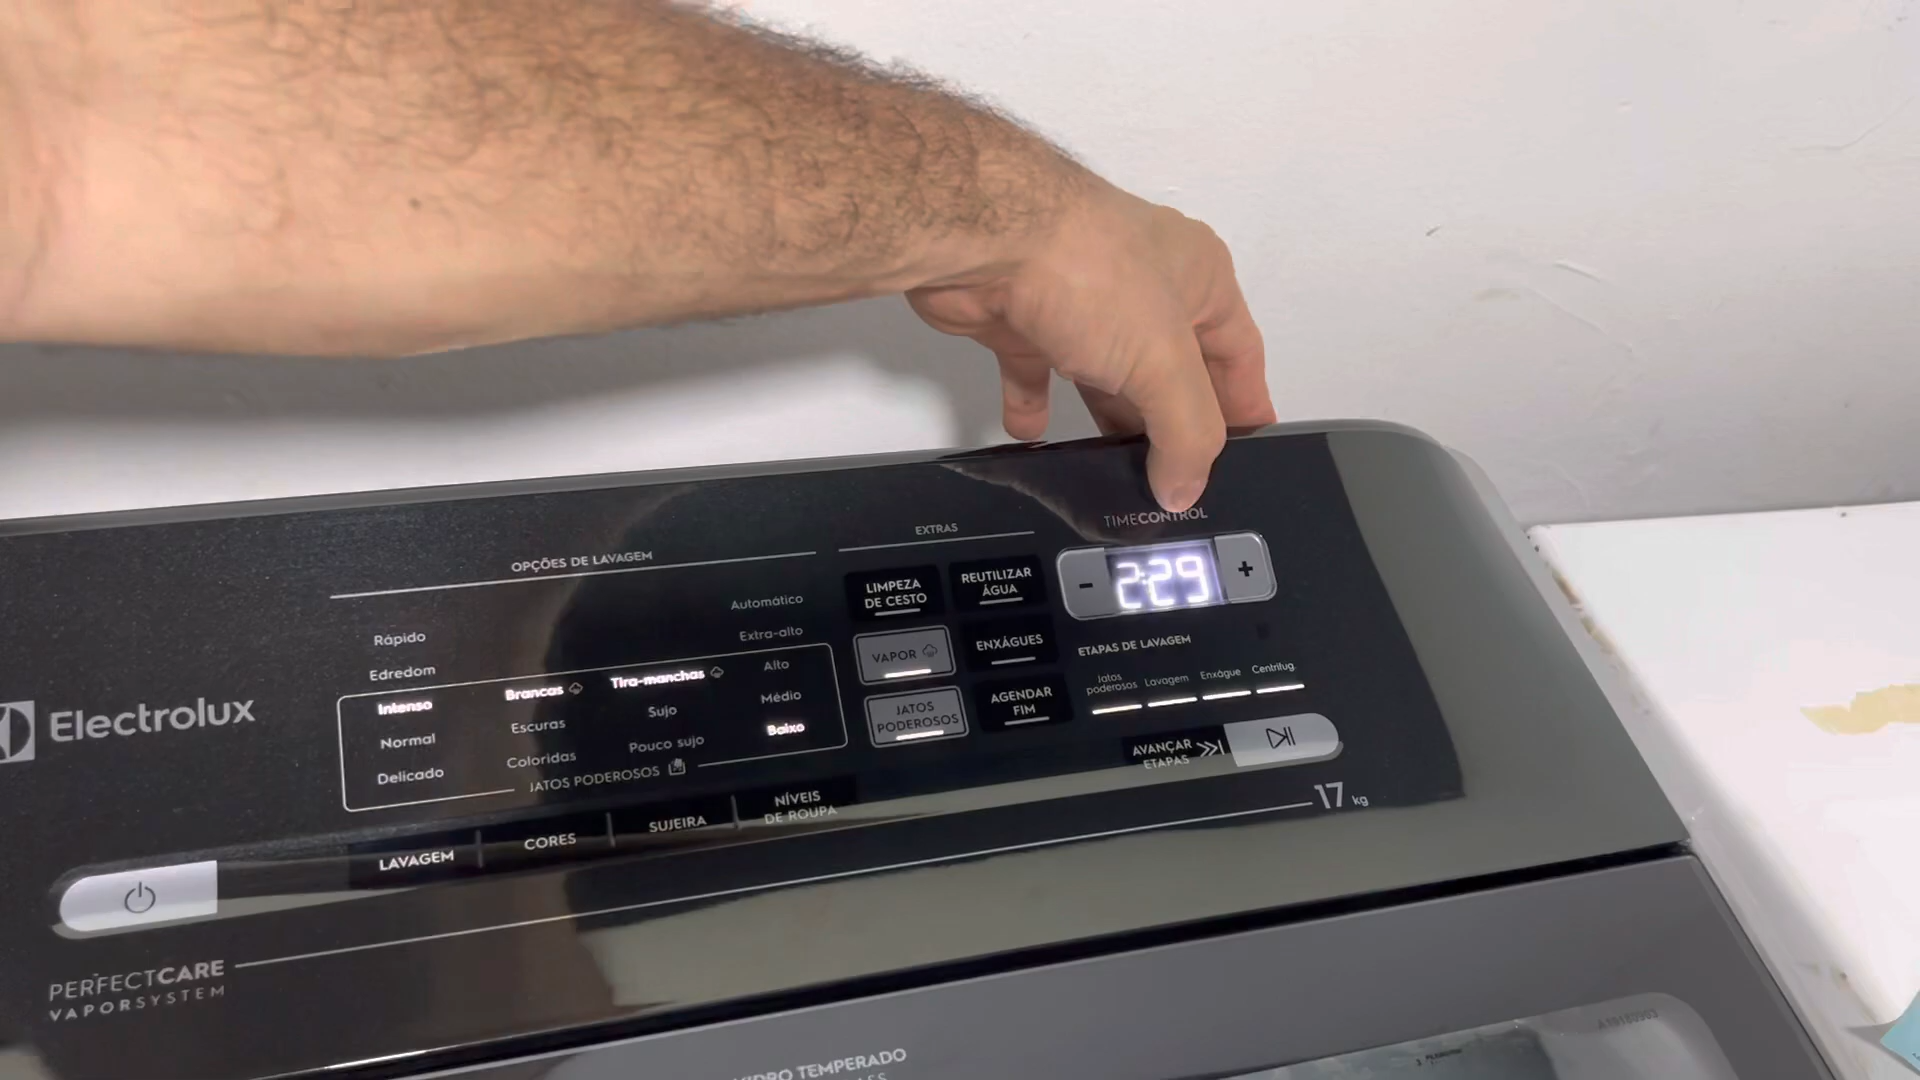 TIMECONTROL
EXTRAS
OPÇÕES DE LAVAGEM
- 2:29 +
LIMPEZA
DE CESTO
REUTILIZAR
ÁGUA
Automático
Rápido
Extra-alto
Edredom
VAPOR
ENXÁGUES
ETAPAS DE LAVAGEM
Intenso
Brancas
Tira-manchas
Alto
Jatos
poderosos
Lavagem
Enxágue
Centrifug.
Normal
Escuras
Sujo
Médio
JATOS
PODEROSOS
AGENDAR
FIM
Delicado
Coloridas
Pouco sujo
Baixo
JATOS PODEROSOS
AVANÇAR
ETAPAS
Electrolux
17 kg
LAVAGEM
CORES
SUJEIRA
NÍVEIS
DE ROUPA
PERFECTCARE
VAPORSYSTEM
VIDRO TEMPERADO
A19180903